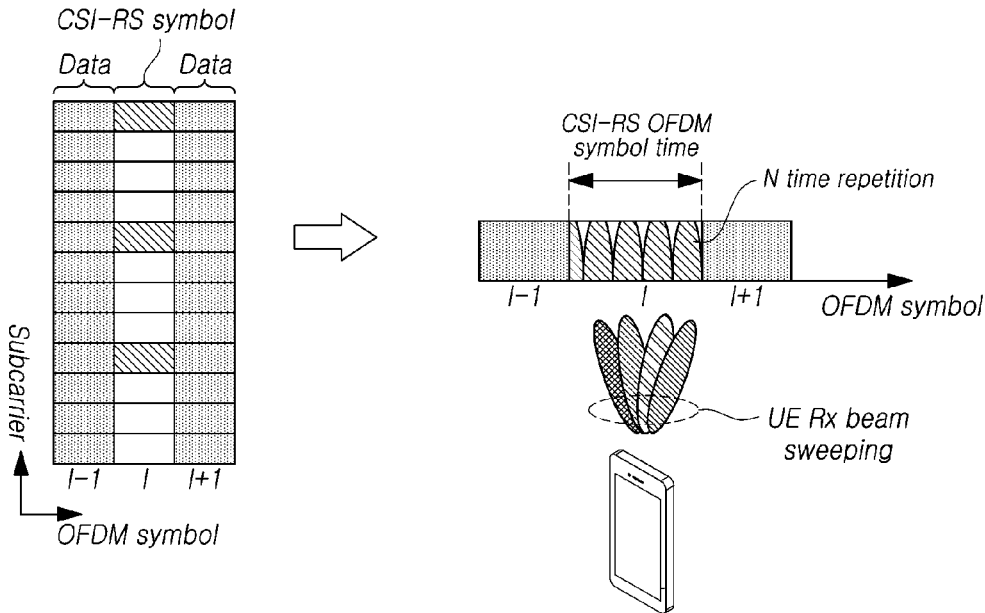 CSI-RS symbol
Data Data
Subcarrier
l-1 l l+1
OFDM symbol
CSI-RS OFDM
symbol time
N time repetition
l-1 l l+1
OFDM symbol
UE Rx beam
sweeping